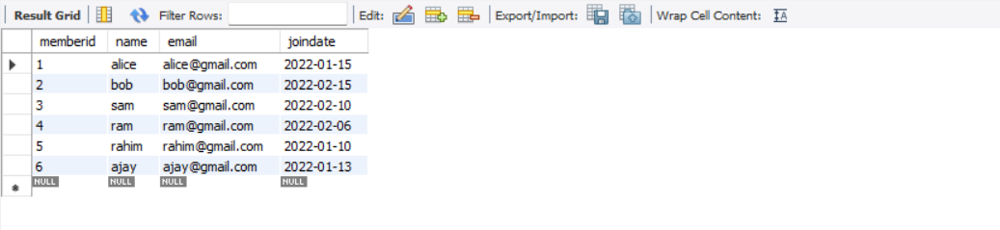 Result Grid Filter Rows: Edit: Export/Import: Wrap Cell Content: IA
memberid name email joindate
1 alice alice@gmail.com 2022-01-15
2 bob bob@gmail.com 2022-02-15
3 sam sam@gmail.com 2022-02-10
4 ram ram@gmail.com 2022-02-06
5 rahim rahim@gmail.com 2022-01-10
6 ajay ajay@gmail.com 2022-01-13
NULL NULL NULL NULL